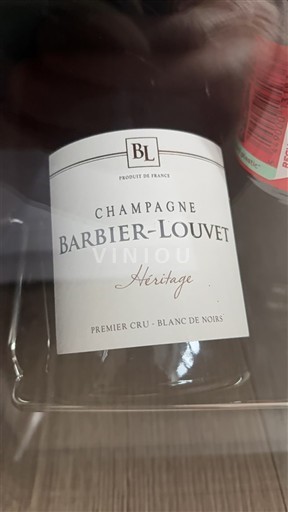 BL
PRODUIT DE FRANCE
CHAMPAGNE
BARBIER-LOUVET
VINIOU
Héritage
PREMIER CRU - BLANC DE NOIRS